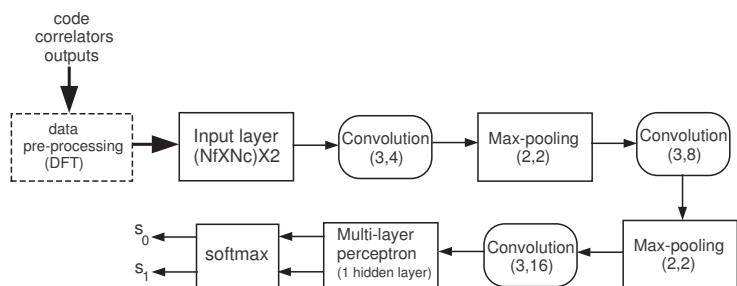 code
correlators
outputs
data
pre-processing
(DFT)
Input layer
(NfXNc)X2
Convolution
(3,4)
Max-pooling
(2,2)
Convolution
(3,8)
Max-pooling
(2,2)
Convolution
(3,16)
Multi-layer
perceptron
(1 hidden layer)
softmax
s0
s1